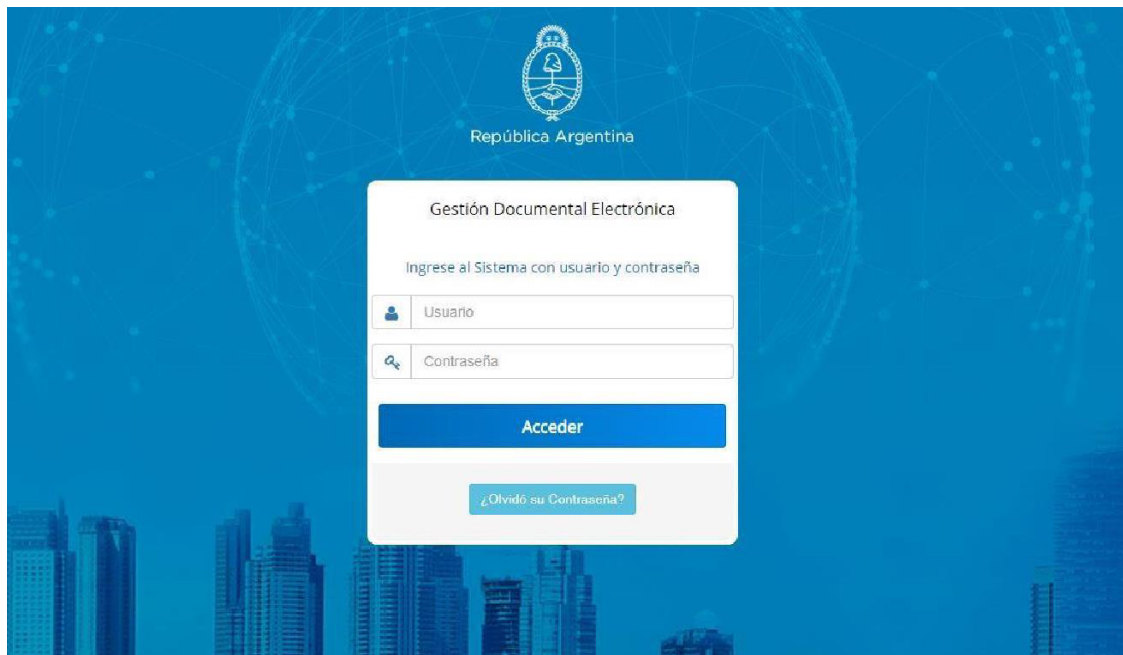 República Argentina
Gestión Documental Electrónica
Ingrese al Sistema con usuario y contraseña
Usuario
Contraseña
Acceder
¿Olvidó su Contraseña?